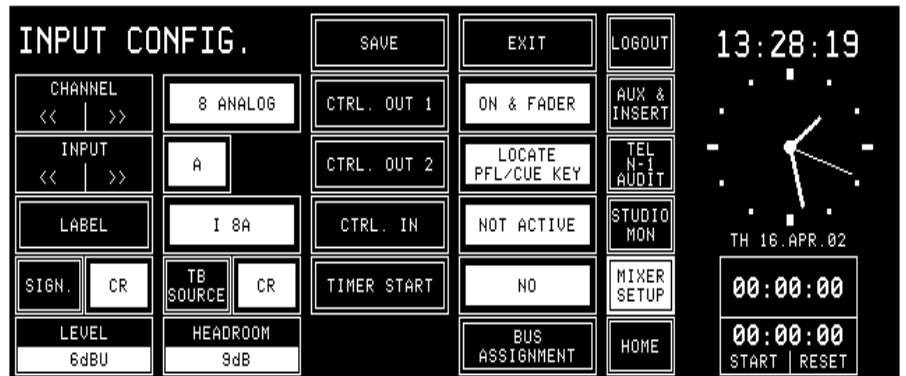 INPUT CONFIG.
SAVE
EXIT
LOGOUT
13:28:19
CHANNEL
<< >>
8 ANALOG
CTRL. OUT 1
ON & FADER
AUX &
INSERT
INPUT
<< >>
A
CTRL. OUT 2
LOCATE
PFL/CUE KEY
TEL
N-1
AUDIT
LABEL
I 8A
CTRL. IN
NOT ACTIVE
STUDIO
MON
TH 16.APR.02
SIGN.
CR
TB
SOURCE
CR
TIMER START
NO
MIXER
SETUP
00:00:00
LEVEL
6dBU
HEADROOM
9dB
BUS
ASSIGNMENT
HOME
00:00:00
START RESET